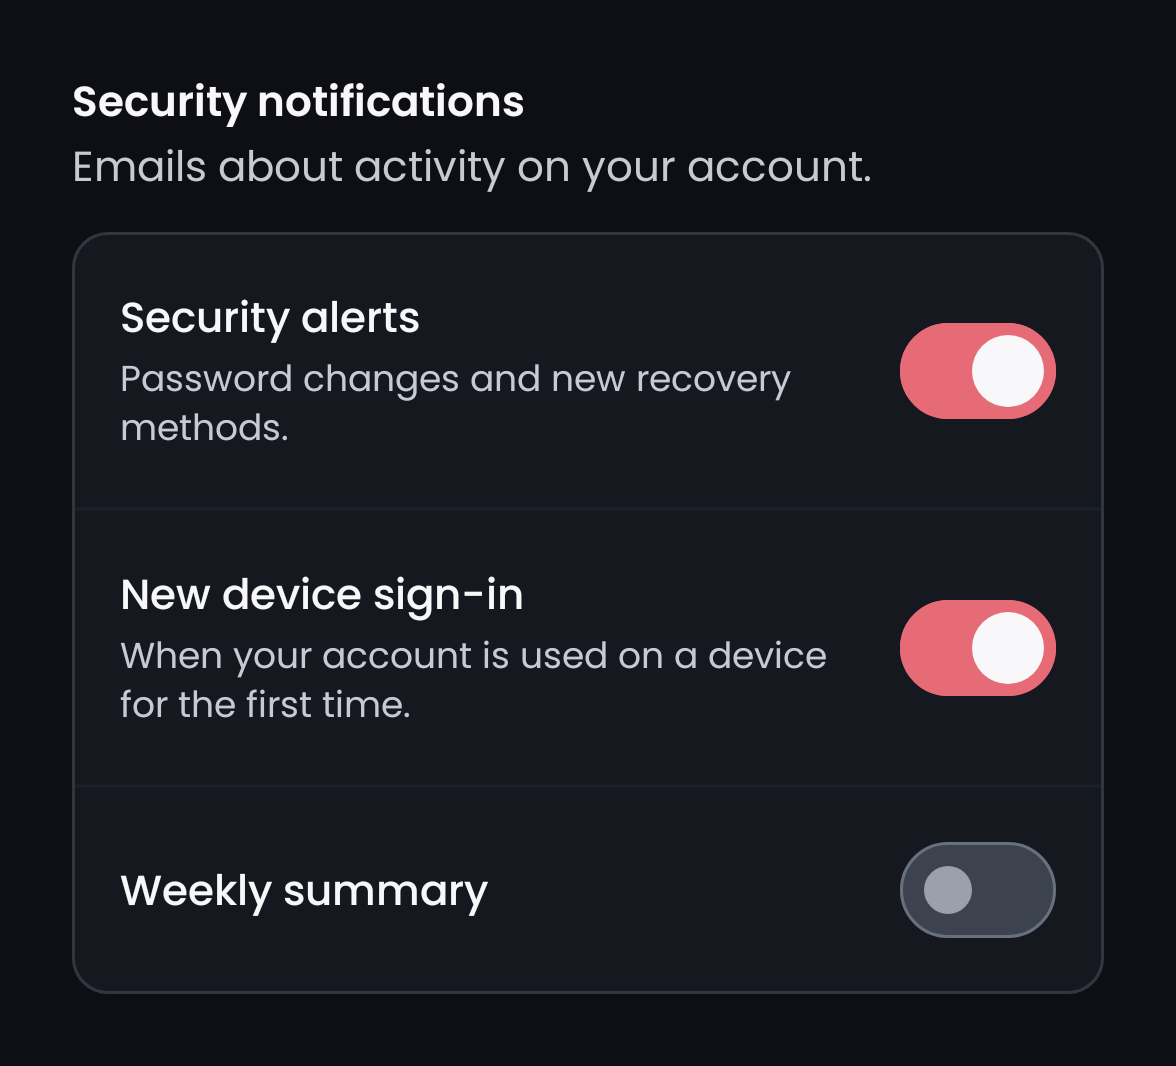 Security notifications
Emails about activity on your account.
Security alerts
Password changes and new recovery
methods.
New device sign-in
When your account is used on a device
for the first time.
Weekly summary